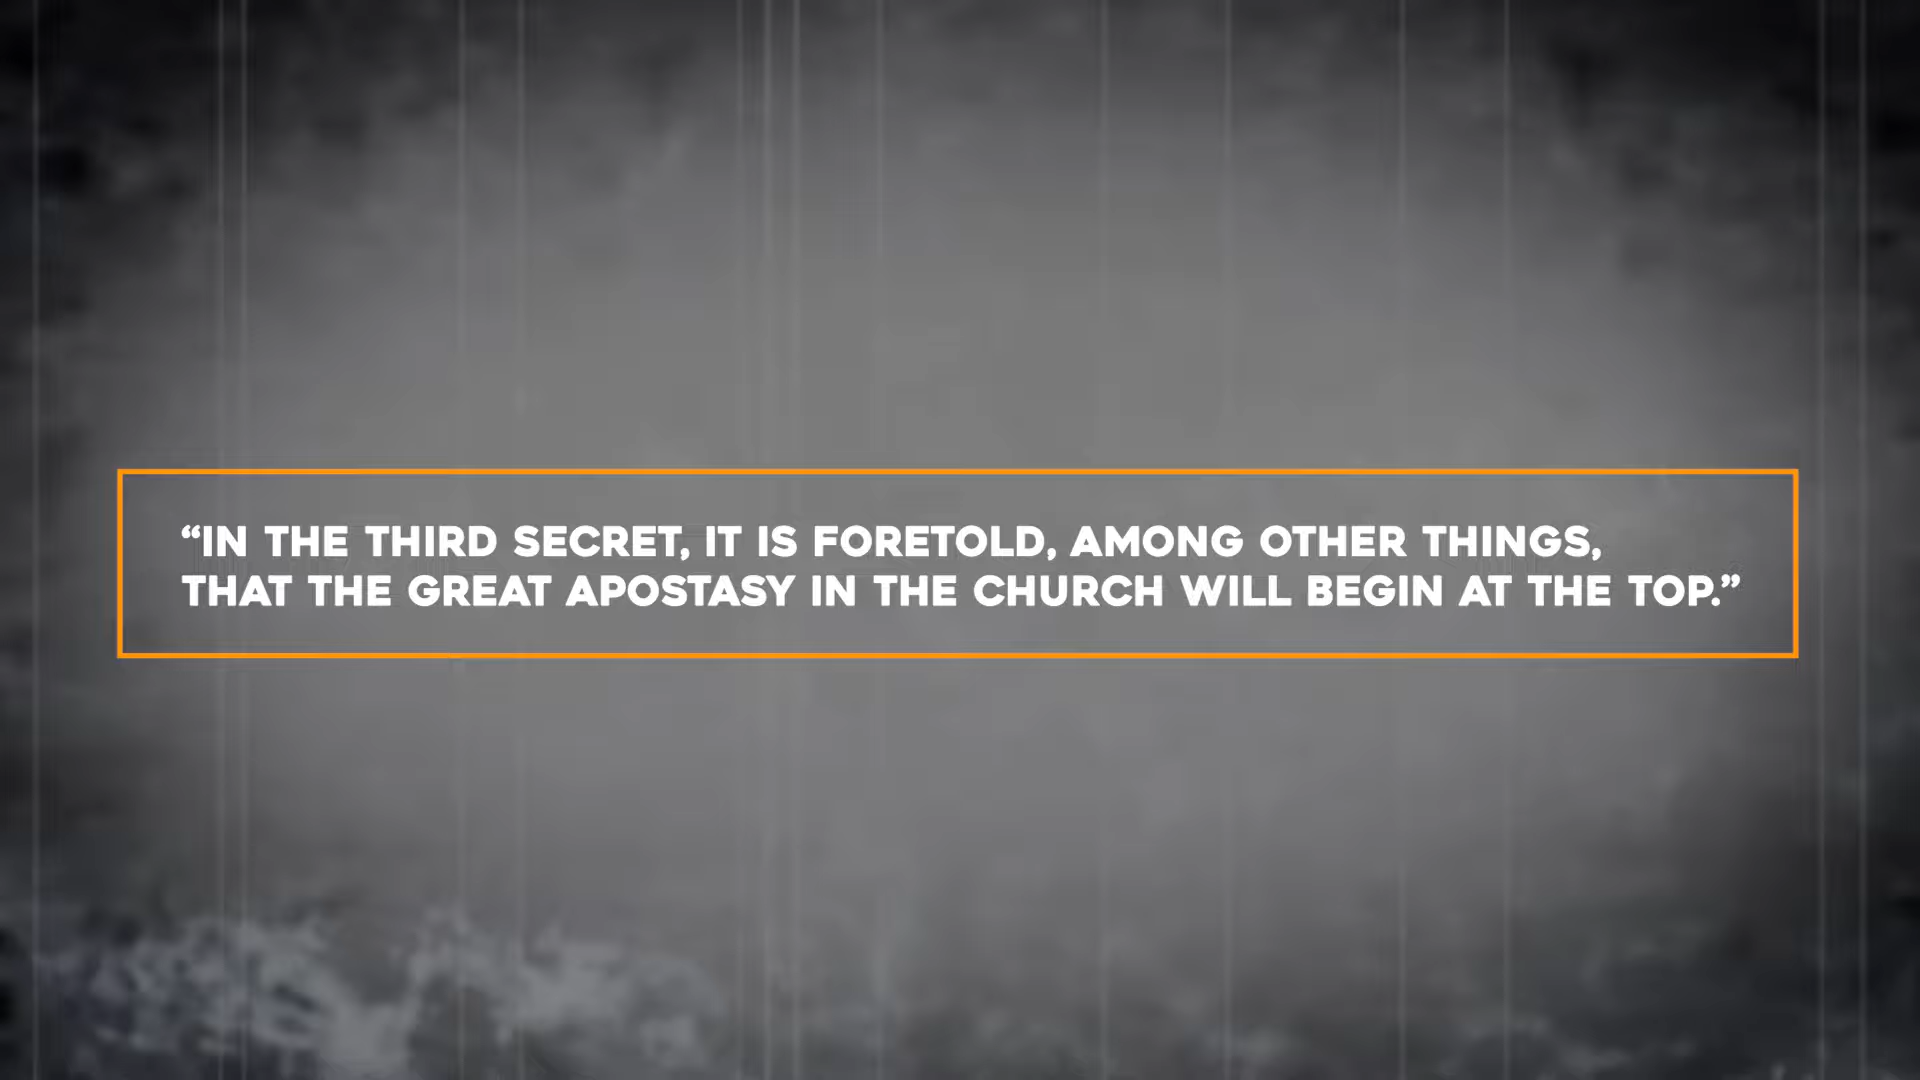 “IN THE THIRD SECRET, IT IS FORETOLD, AMONG OTHER THINGS,
THAT THE GREAT APOSTASY IN THE CHURCH WILL BEGIN AT THE TOP.”